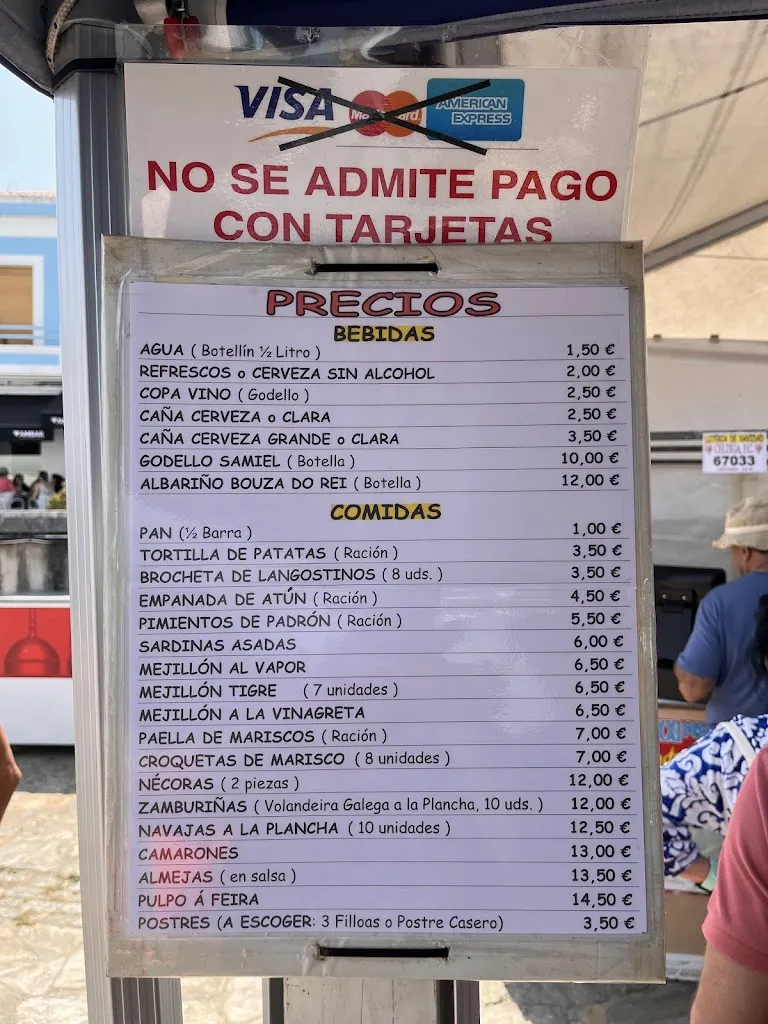 VISA MasterCard AMERICAN EXPRESS
NO SE ADMITE PAGO
CON TARJETAS
PRECIOS
BEBIDAS
AGUA ( Botellín ½ Litro ) 1,50 €
REFRESCOS o CERVEZA SIN ALCOHOL 2,00 €
COPA VINO ( Godello ) 2,50 €
CAÑA CERVEZA o CLARA 2,50 €
CAÑA CERVEZA GRANDE o CLARA 3,50 €
GODELLO SAMIEL ( Botella ) 10,00 €
ALBARIÑO BOUZA DO REI ( Botella ) 12,00 €
COMIDAS
PAN (½ Barra ) 1,00 €
TORTILLA DE PATATAS ( Ración ) 3,50 €
BROCHETA DE LANGOSTINOS ( 8 uds. ) 3,50 €
EMPANADA DE ATÚN ( Ración ) 4,50 €
PIMIENTOS DE PADRÓN ( Ración ) 5,50 €
SARDINAS ASADAS 6,00 €
MEJILLÓN AL VAPOR 6,50 €
MEJILLÓN TIGRE ( 7 unidades ) 6,50 €
MEJILLÓN A LA VINAGRETA 6,50 €
PAELLA DE MARISCOS ( Ración ) 7,00 €
CROQUETAS DE MARISCO ( 8 unidades ) 7,00 €
NÉCORAS ( 2 piezas ) 12,00 €
ZAMBURIÑAS ( Volandeira Galega a la Plancha, 10 uds. ) 12,00 €
NAVAJAS A LA PLANCHA ( 10 unidades ) 12,50 €
CAMARONES 13,00 €
ALMEJAS ( en salsa ) 13,50 €
PULPO Á FEIRA 14,50 €
POSTRES (A ESCOGER: 3 Filloas o Postre Casero) 3,50 €
LOTERÍA DE NAVIDAD
CELTIGA, F.C.
67033